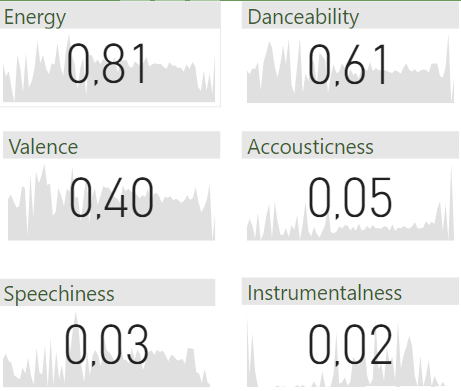 Energy
0,81
Danceability
0,61
Valence
0,40
Accousticness
0,05
Speechiness
0,03
Instrumentalness
0,02